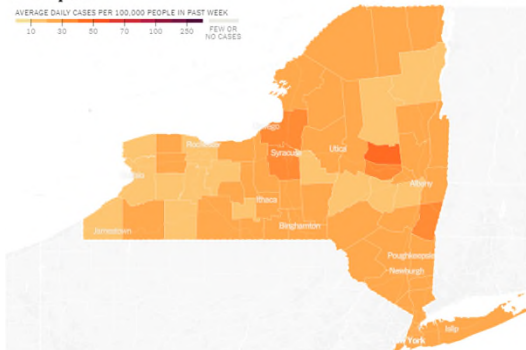 AVERAGE DAILY CASES PER 100,000 PEOPLE IN PAST WEEK
10 30 50 70 100 250
FEW OR
NO CASES
Rochester
Syracuse
Utica
Albany
Ithaca
Jamestown
Binghamton
Poughkeepsie
Newburgh
Islip
York